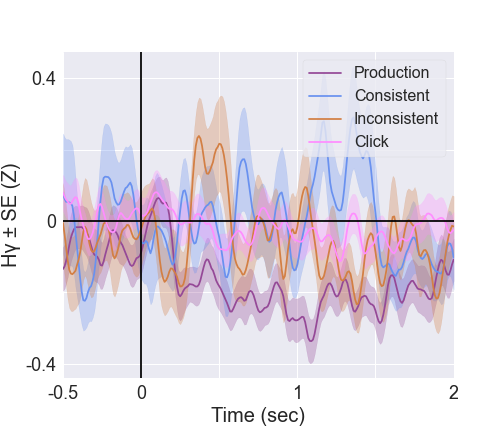 Production
Consistent
Inconsistent
Click
Hγ ± SE (Z)
0.4
0
-0.4
-0.5
0
1
2
Time (sec)